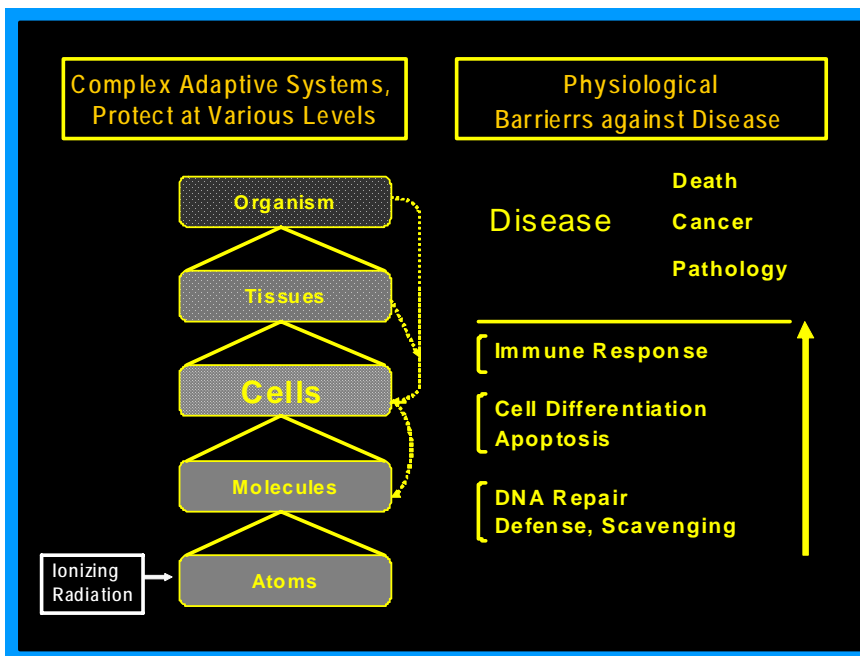 Complex Adaptive Systems,
Protect at Various Levels
Organism
Tissues
Cells
Molecules
Atoms
Ionizing
Radiation
Physiological
Barrierrs against Disease
Disease
Death
Cancer
Pathology
Immune Response
Cell Differentiation
Apoptosis
DNA Repair
Defense, Scavenging